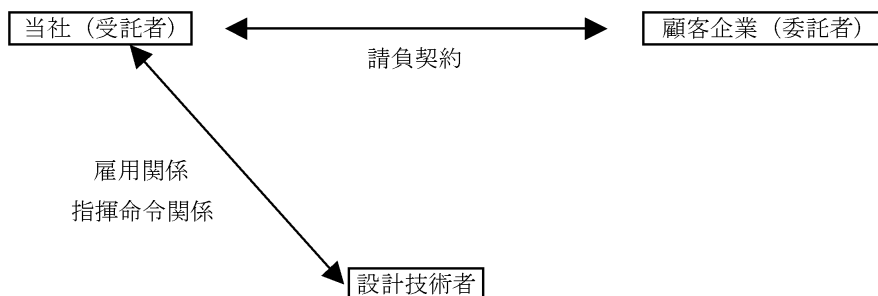 当社（受託者）
顧客企業（委託者）
請負契約
雇用関係
指揮命令関係
設計技術者